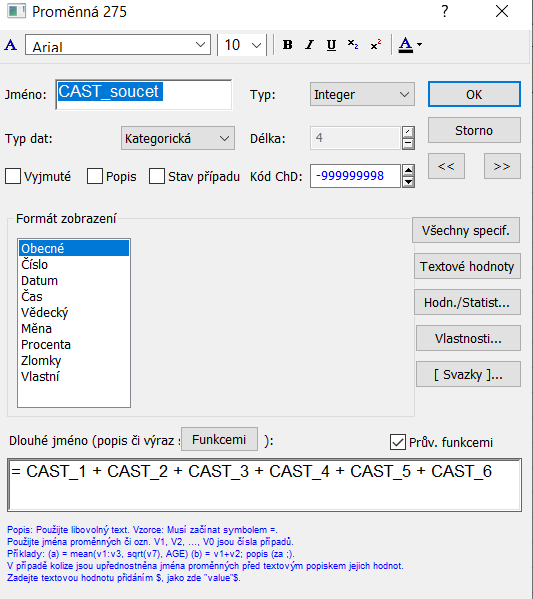 Proměnná 275
?
A Arial 10 B I U x₂ x² A
Jméno: CAST_soucet Typ: Integer OK
Typ dat: Kategorická Délka: 4 Storno
Vyjmuté Popis Stav případu Kód ChD: -999999998 << >>
Formát zobrazení
Obecné
Číslo
Datum
Čas
Vědecký
Měna
Procenta
Zlomky
Vlastní
Všechny specif.
Textové hodnoty
Hodn./Statist...
Vlastnosti...
[ Svazky ]...
Dlouhé jméno (popis či výraz s Funkcemi ): Prův. funkcemi
= CAST_1 + CAST_2 + CAST_3 + CAST_4 + CAST_5 + CAST_6
Popis: Použijte libovolný text. Vzorce: Musí začínat symbolem =.
Použijte jména proměnných či ozn. V1, V2, ..., V0 jsou čísla případů.
Příklady: (a) = mean(v1:v3, sqrt(v7), AGE) (b) = v1+v2; popis (za ;).
V případě kolize jsou upřednostněna jména proměnných před textovým popiskem jejich hodnot.
Zadejte textovou hodnotu přidáním $, jako zde "value"$.